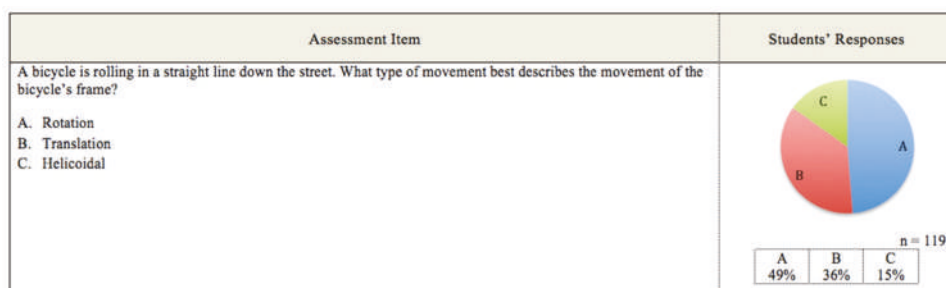 Assessment Item
Students' Responses
A bicycle is rolling in a straight line down the street. What type of movement best describes the movement of the
bicycle's frame?
A. Rotation
B. Translation
C. Helicoidal
C
A
B
n = 119
A B C
49% 36% 15%